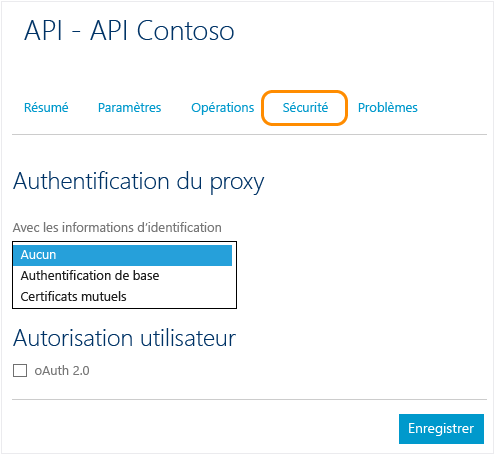 API - API Contoso
Résumé Paramètres Opérations Sécurité Problèmes
Authentification du proxy
Avec les informations d'identification
Aucun
Authentification de base
Certificats mutuels
Autorisation utilisateur
oAuth 2.0
Enregistrer